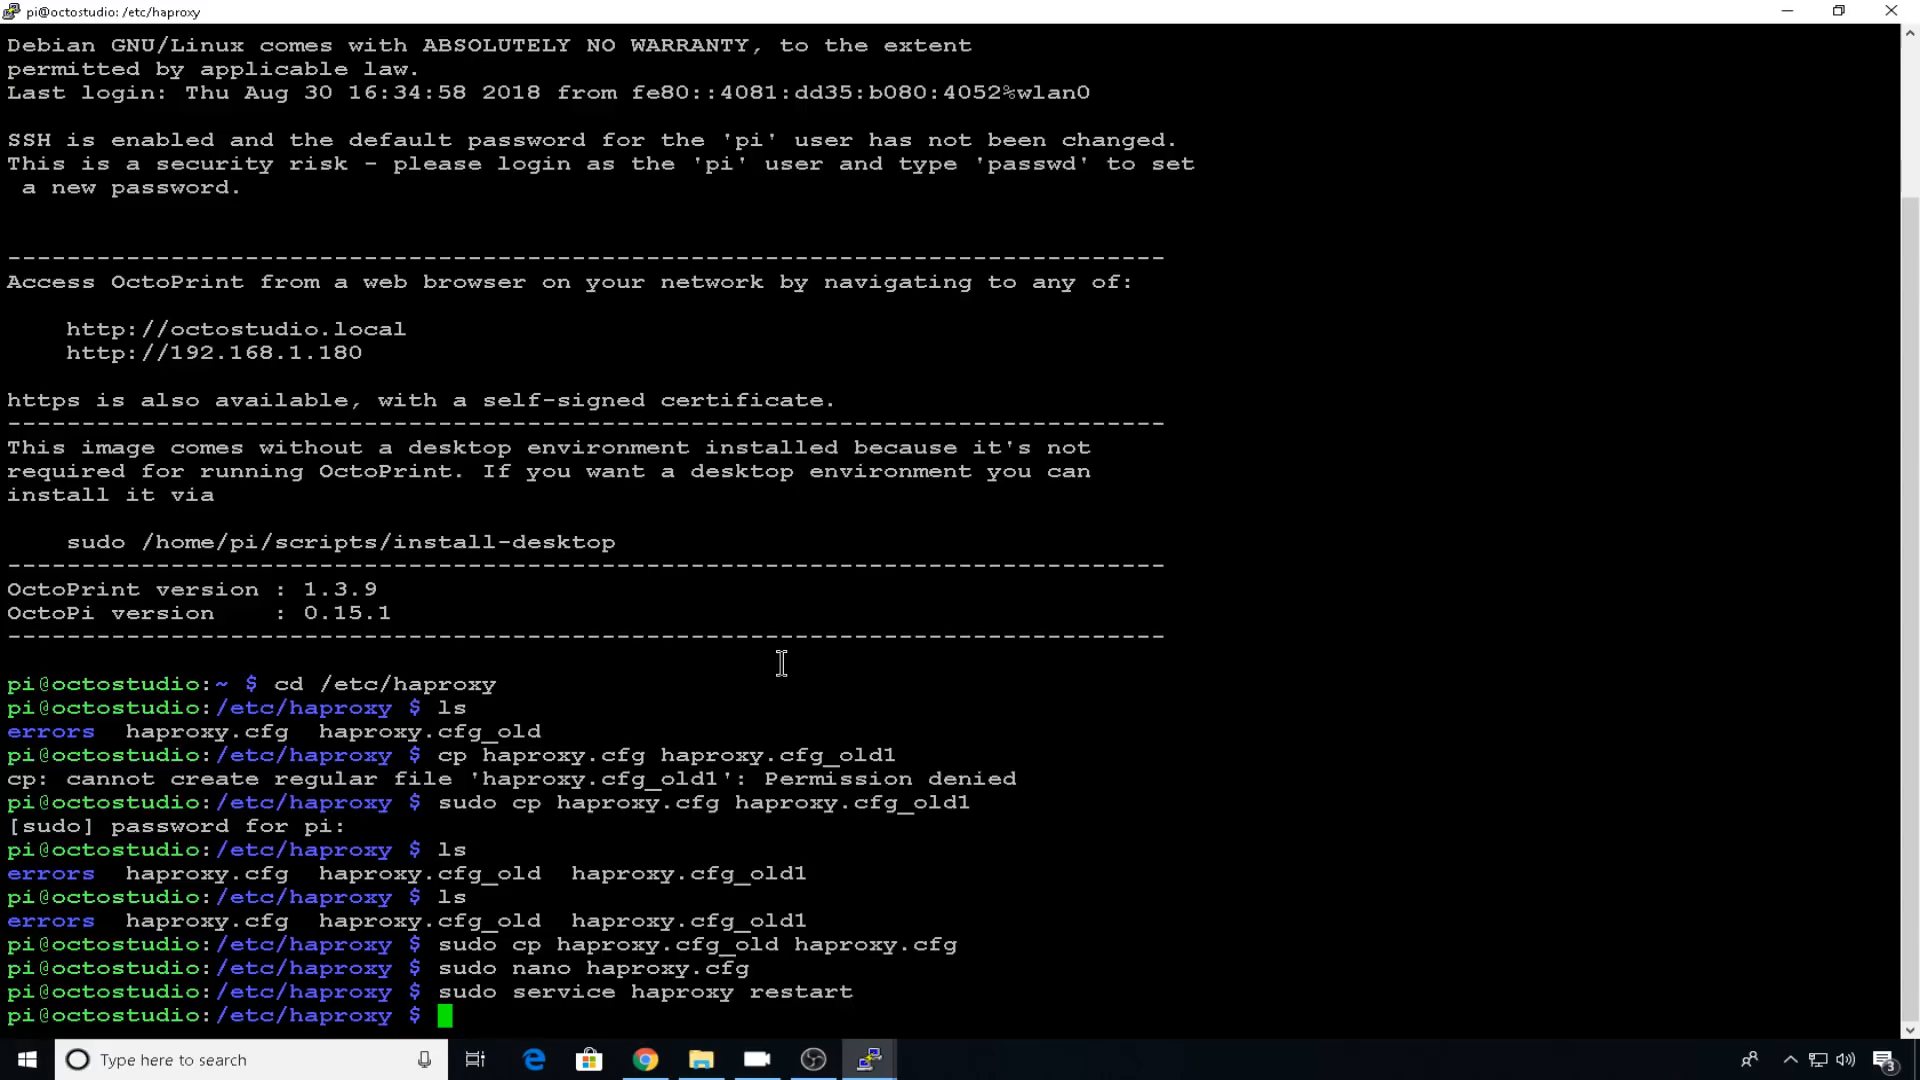 pi@octostudio: /etc/haproxy
Debian GNU/Linux comes with ABSOLUTELY NO WARRANTY, to the extent
permitted by applicable law.
Last login: Thu Aug 30 16:34:58 2018 from fe80::4081:dd35:b080:4052%wlan0
SSH is enabled and the default password for the 'pi' user has not been changed.
This is a security risk - please login as the 'pi' user and type 'passwd' to set
 a new password.
------------------------------------------------------------------------------
Access OctoPrint from a web browser on your network by navigating to any of:
    http://octostudio.local
    http://192.168.1.180
https is also available, with a self-signed certificate.
------------------------------------------------------------------------------
This image comes without a desktop environment installed because it's not
required for running OctoPrint. If you want a desktop environment you can
install it via
    sudo /home/pi/scripts/install-desktop
------------------------------------------------------------------------------
OctoPrint version : 1.3.9
OctoPi version    : 0.15.1
------------------------------------------------------------------------------
pi@octostudio:~ $ cd /etc/haproxy
pi@octostudio:/etc/haproxy $ ls
errors  haproxy.cfg  haproxy.cfg_old
pi@octostudio:/etc/haproxy $ cp haproxy.cfg haproxy.cfg_old1
cp: cannot create regular file 'haproxy.cfg_old1': Permission denied
pi@octostudio:/etc/haproxy $ sudo cp haproxy.cfg haproxy.cfg_old1
[sudo] password for pi:
pi@octostudio:/etc/haproxy $ ls
errors  haproxy.cfg  haproxy.cfg_old  haproxy.cfg_old1
pi@octostudio:/etc/haproxy $ ls
errors  haproxy.cfg  haproxy.cfg_old  haproxy.cfg_old1
pi@octostudio:/etc/haproxy $ sudo cp haproxy.cfg_old haproxy.cfg
pi@octostudio:/etc/haproxy $ sudo nano haproxy.cfg
pi@octostudio:/etc/haproxy $ sudo service haproxy restart
pi@octostudio:/etc/haproxy $
Type here to search
3